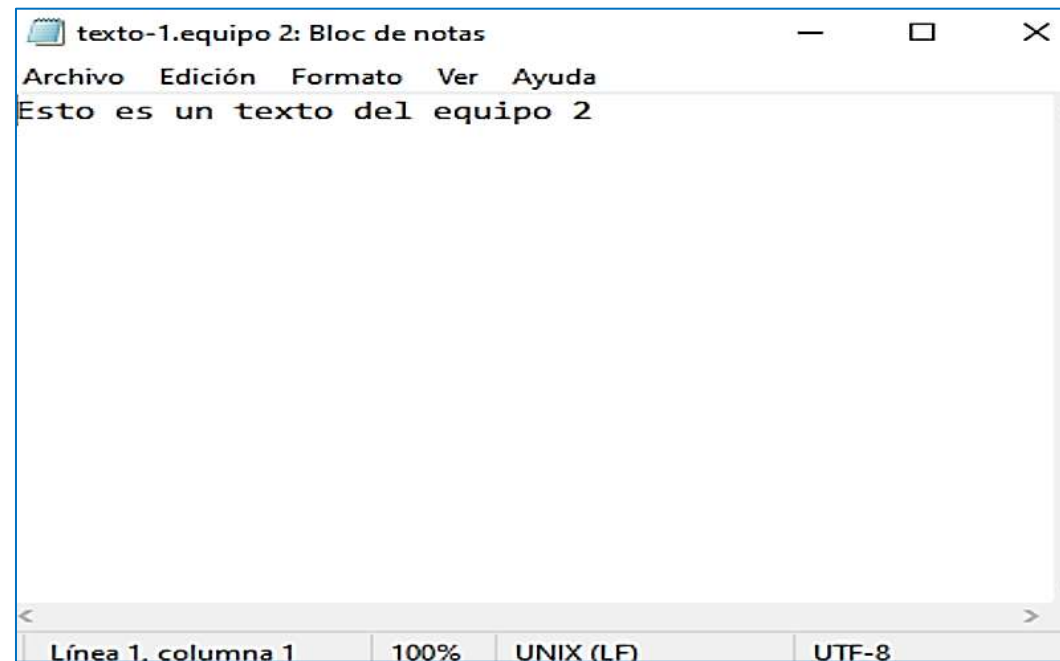 texto-1.equipo 2: Bloc de notas
Archivo Edición Formato Ver Ayuda
Esto es un texto del equipo 2
Línea 1, columna 1 100% UNIX (LF) UTF-8